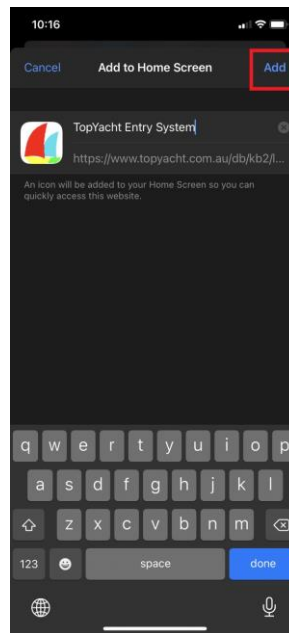 10:16
Cancel
Add to Home Screen
Add
TopYacht Entry System
https://www.topyacht.com.au/db/kb2/l...
An icon will be added to your Home Screen so you can
quickly access this website.
q w e r t y u i o p
a s d f g h j k l
z x c v b n m
123
space
done